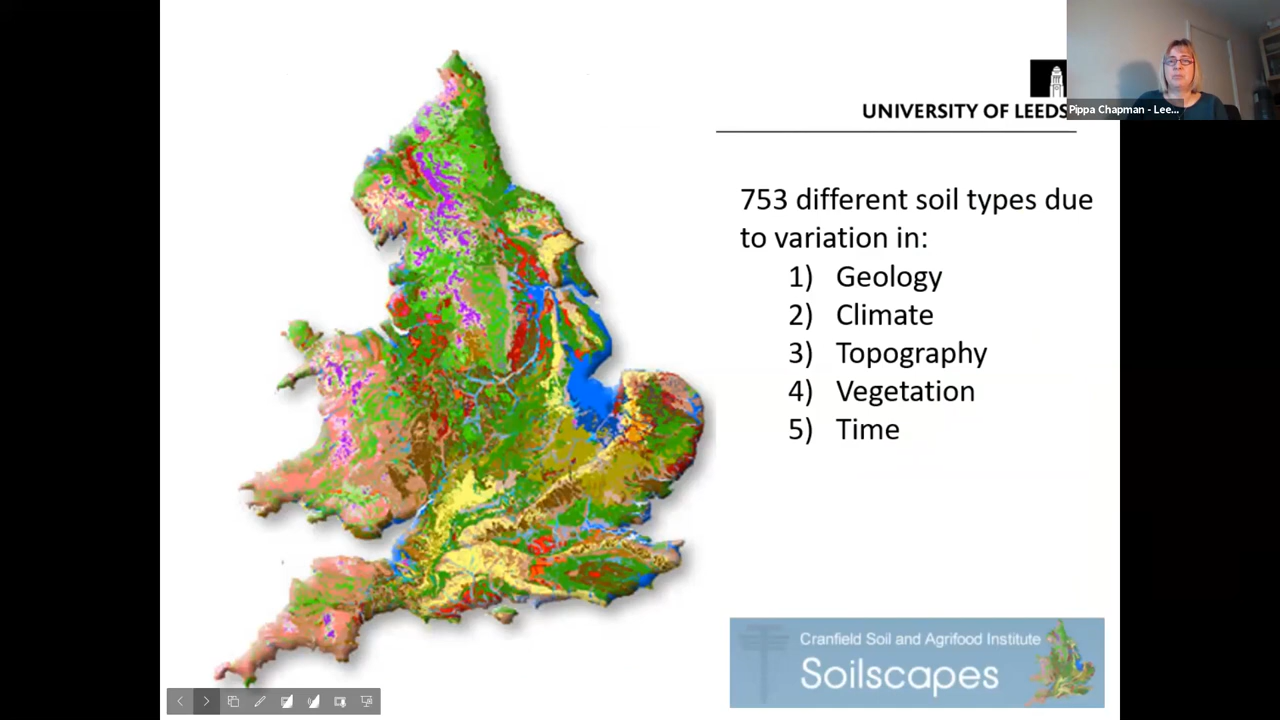 UNIVERSITY OF LEEDS
Pippa Chapman - Lee...
753 different soil types due
to variation in:
1) Geology
2) Climate
3) Topography
4) Vegetation
5) Time
Cranfield Soil and Agrifood Institute
Soilscapes